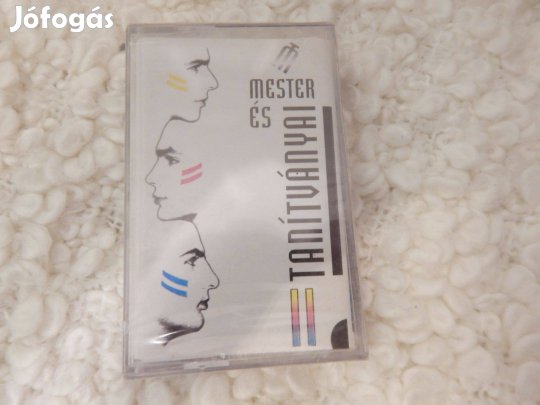 Jófogás
MESTER
ÉS
TANÍTVÁNYAI